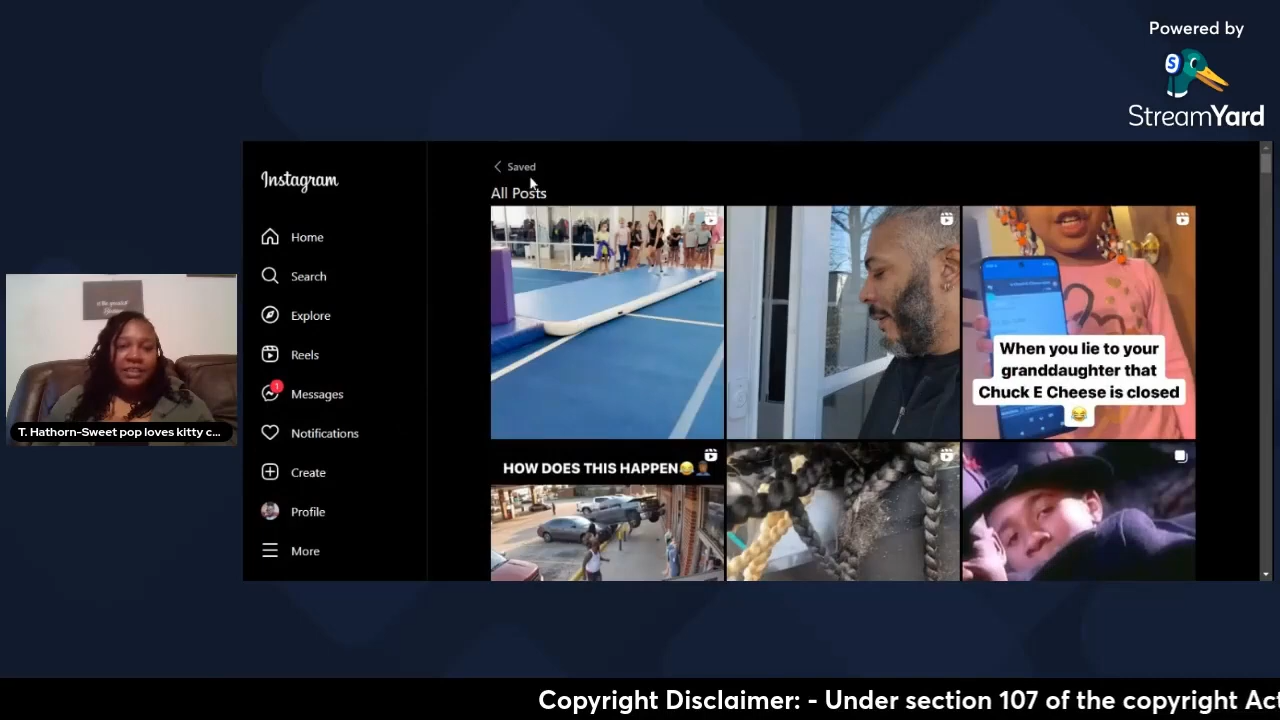 Powered by
StreamYard
Instagram
Home
Search
Explore
Reels
1
Messages
Notifications
Create
Profile
More
Saved
All Posts
When you lie to your
granddaughter that
Chuck E Cheese is closed
😂
HOW DOES THIS HAPPEN😂🤦🏾‍♂️
T. Hathorn-Sweet pop loves kitty c...
Copyright Disclaimer: - Under section 107 of the copyright Act